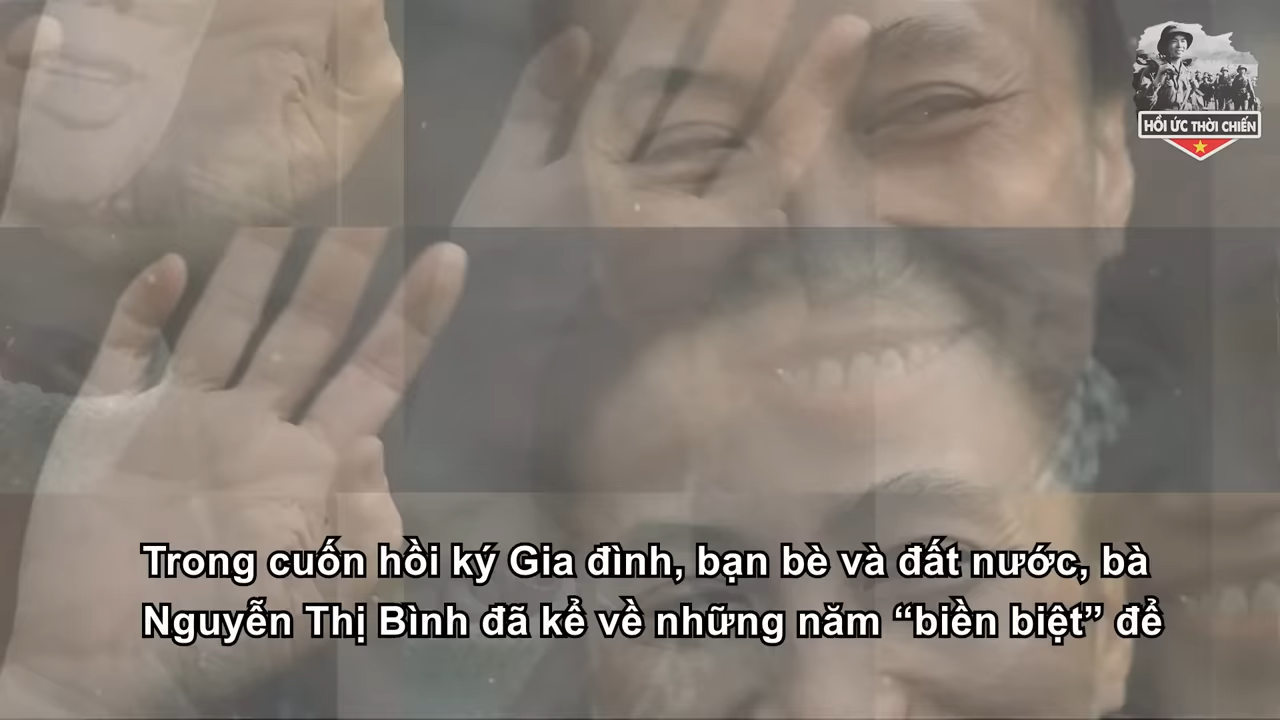 HỒI ỨC THỜI CHIẾN
Trong cuốn hồi ký Gia đình, bạn bè và đất nước, bà
Nguyễn Thị Bình đã kể về những năm “biền biệt” để